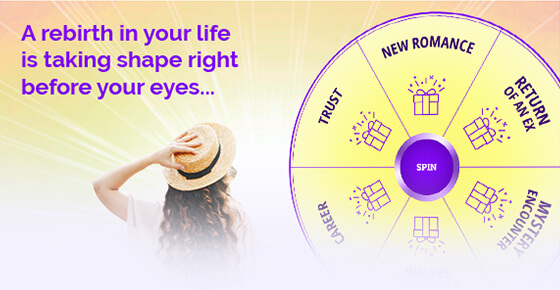 A rebirth in your life
is taking shape right
before your eyes...
NEW ROMANCE
TRUST
RETURN
OF AN EX
SPIN
CAREER
MYSTERY
ENCOUNTER